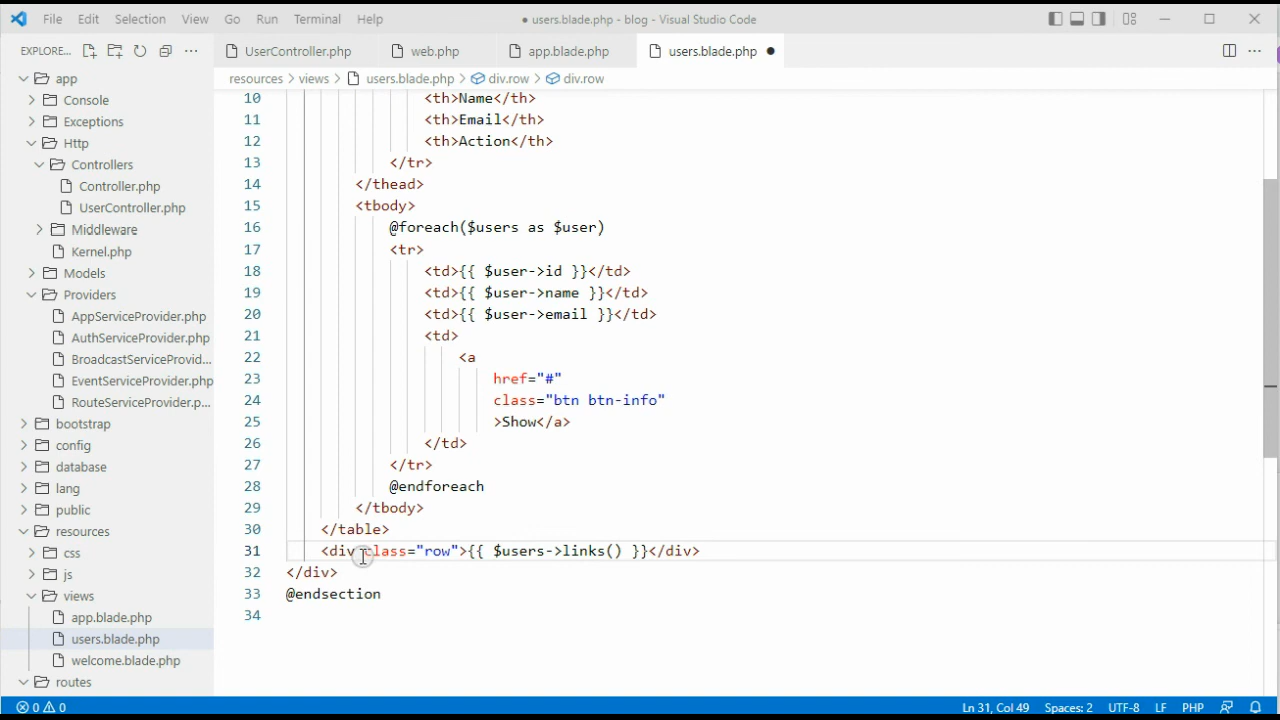 File Edit Selection View Go Run Terminal Help ● users.blade.php - blog - Visual Studio Code
EXPLORE... ... UserController.php web.php app.blade.php users.blade.php ● ...
resources > views > users.blade.php > div.row > div.row
app
Console
Exceptions
Http
Controllers
Controller.php
UserController.php
Middleware
Kernel.php
Models
Providers
AppServiceProvider.php
AuthServiceProvider.php
BroadcastServiceProvid...
EventServiceProvider.php
RouteServiceProvider.p...
bootstrap
config
database
lang
public
resources
css
js
views
app.blade.php
users.blade.php
welcome.blade.php
routes
10 <th>Name</th>
11 <th>Email</th>
12 <th>Action</th>
13 </tr>
14 </thead>
15 <tbody>
16 @foreach($users as $user)
17 <tr>
18 <td>{{ $user->id }}</td>
19 <td>{{ $user->name }}</td>
20 <td>{{ $user->email }}</td>
21 <td>
22 <a
23 href="#"
24 class="btn btn-info"
25 >Show</a>
26 </td>
27 </tr>
28 @endforeach
29 </tbody>
30 </table>
31 <div class="row">{{ $users->links() }}</div>
32 </div>
33 @endsection
34
0 0 Ln 31, Col 49 Spaces: 2 UTF-8 LF PHP